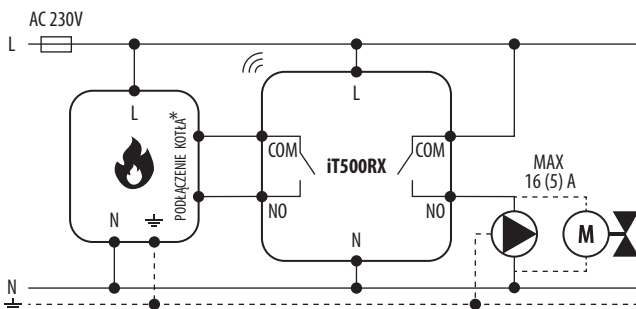 AC 230V
L
L
L
PODŁĄCZENIE KOTŁA*
COM
iT500RX
COM
MAX
16 (5) A
NO
NO
N
N
M
N